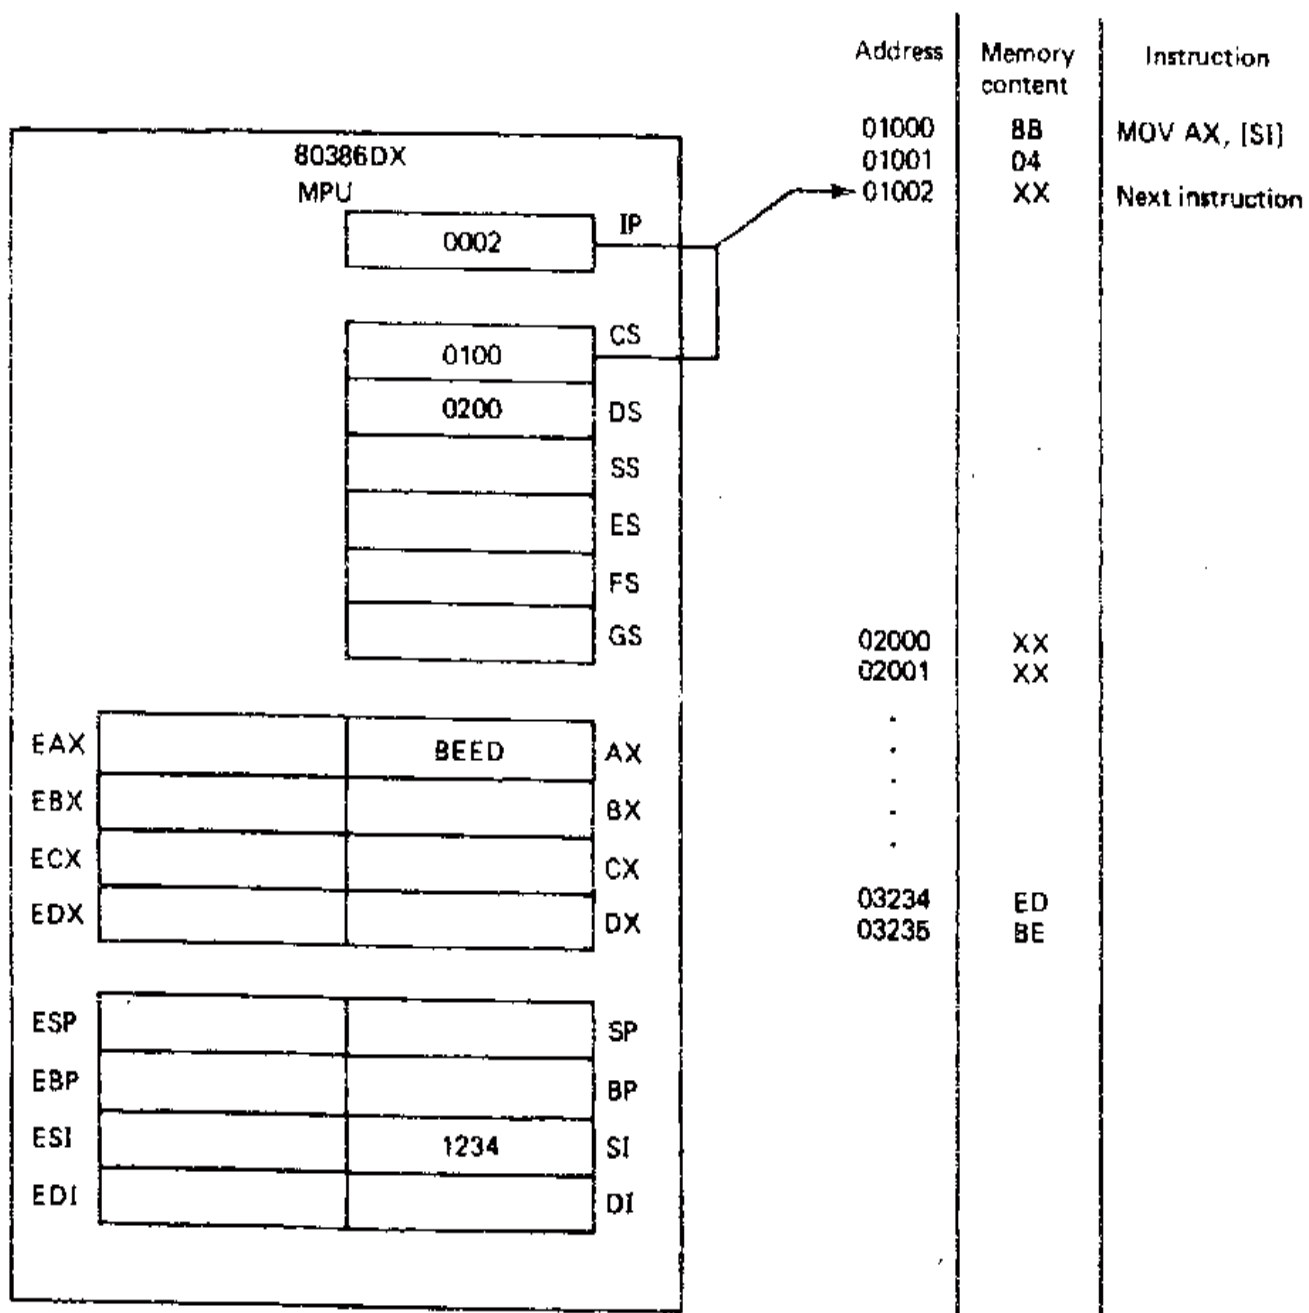 Address Memory content Instruction
01000 8B MOV AX, [SI]
01001 04
01002 XX Next instruction
80386DX
MPU
0002 IP
0100 CS
0200 DS
SS
ES
FS
GS
02000 XX
02001 XX
EAX BEED AX
EBX BX
ECX CX
EDX DX
03234 ED
03235 BE
ESP SP
EBP BP
ESI 1234 SI
EDI DI